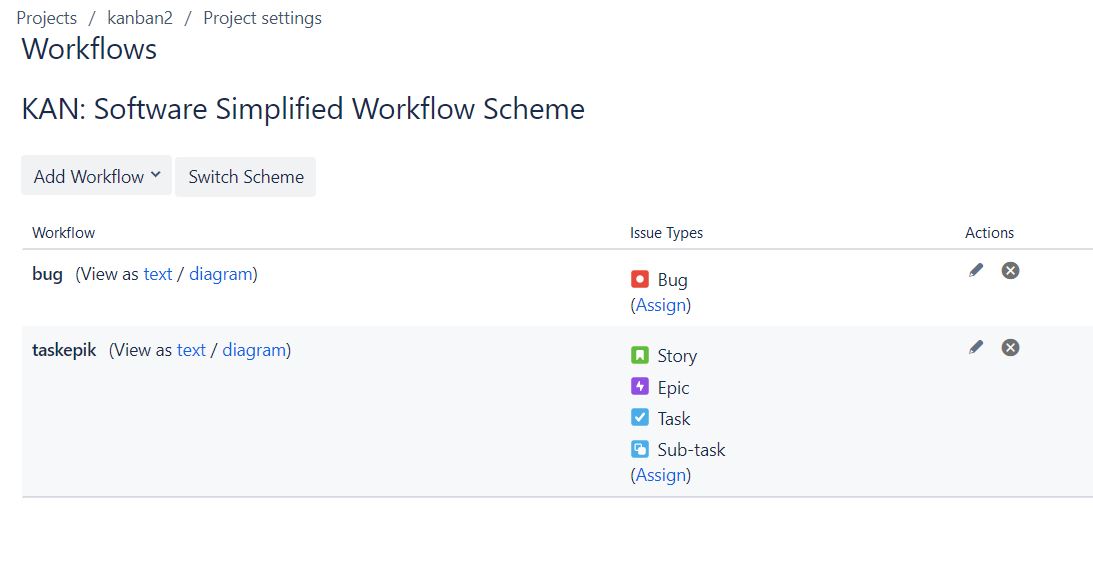 Projects / kanban2 / Project settings
Workflows
KAN: Software Simplified Workflow Scheme
Add Workflow Switch Scheme
Workflow Issue Types Actions
bug (View as text / diagram) Bug
(Assign)
taskepik (View as text / diagram) Story
Epic
Task
Sub-task
(Assign)